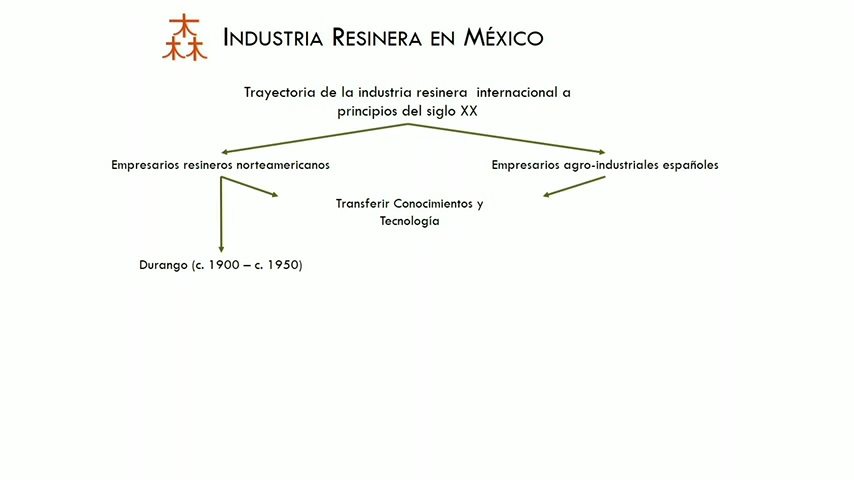 INDUSTRIA RESINERA EN MÉXICO
Trayectoria de la industria resinera internacional a
principios del siglo XX
Empresarios resineros norteamericanos
Empresarios agro-industriales españoles
Transferir Conocimientos y
Tecnología
Durango (c. 1900 – c. 1950)